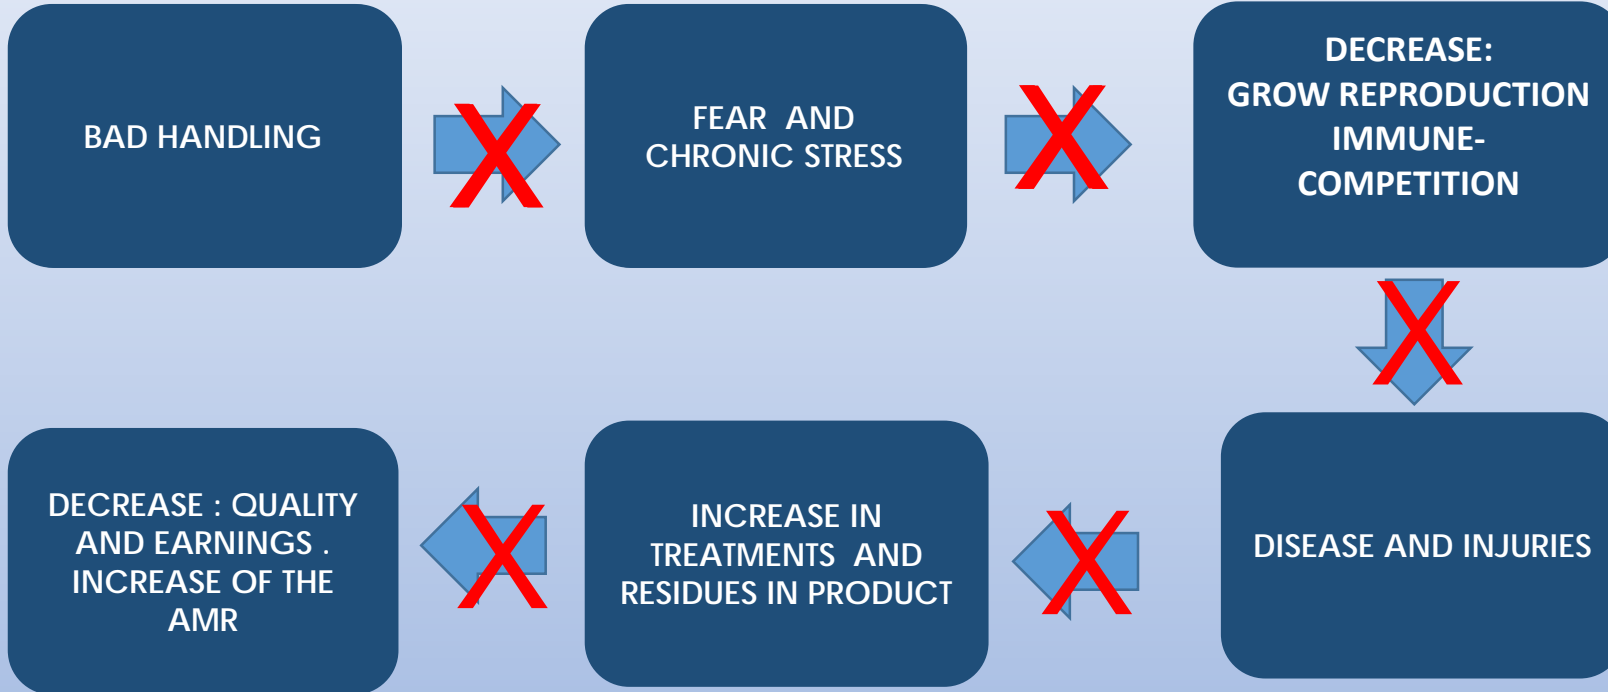 BAD HANDLING
FEAR AND
CHRONIC STRESS
DECREASE:
GROW REPRODUCTION
IMMUNE-
COMPETITION
X
X
X
DISEASE AND INJURIES
X
INCREASE IN
TREATMENTS AND
RESIDUES IN PRODUCT
X
DECREASE : QUALITY
AND EARNINGS .
INCREASE OF THE
AMR